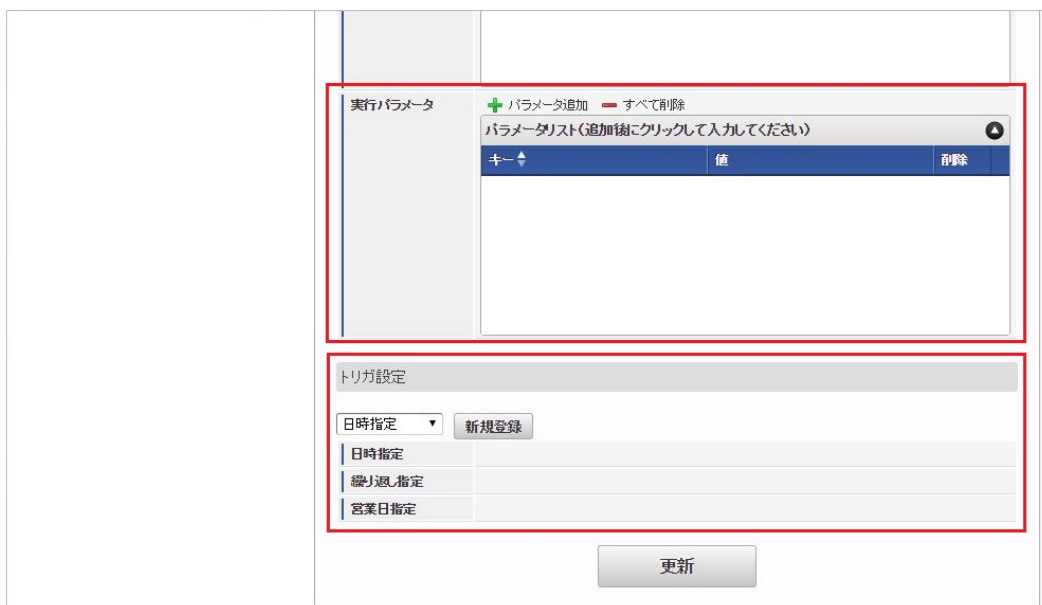 実行パラメータ
パラメータ追加 すべて削除
パラメータリスト(追加後にクリックして入力してください)
キー 値 削除
トリガ設定
日時指定 新規登録
日時指定
繰り返し指定
営業日指定
更新